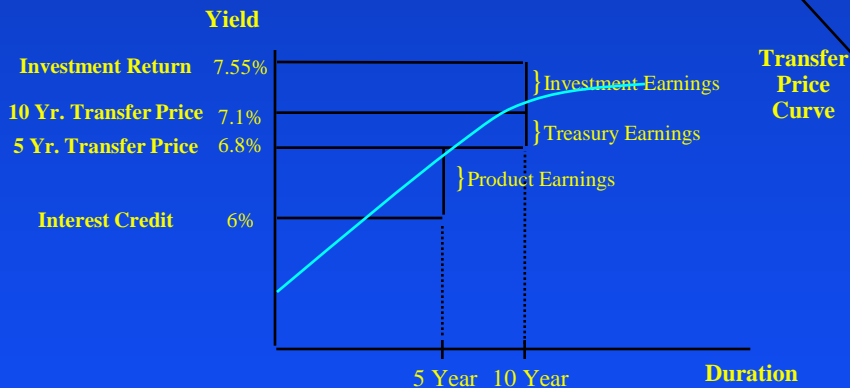 Yield
Investment Return 7.55%
}Investment Earnings
Transfer
Price
Curve
10 Yr. Transfer Price 7.1%
}Treasury Earnings
5 Yr. Transfer Price 6.8%
}Product Earnings
Interest Credit 6%
5 Year 10 Year Duration